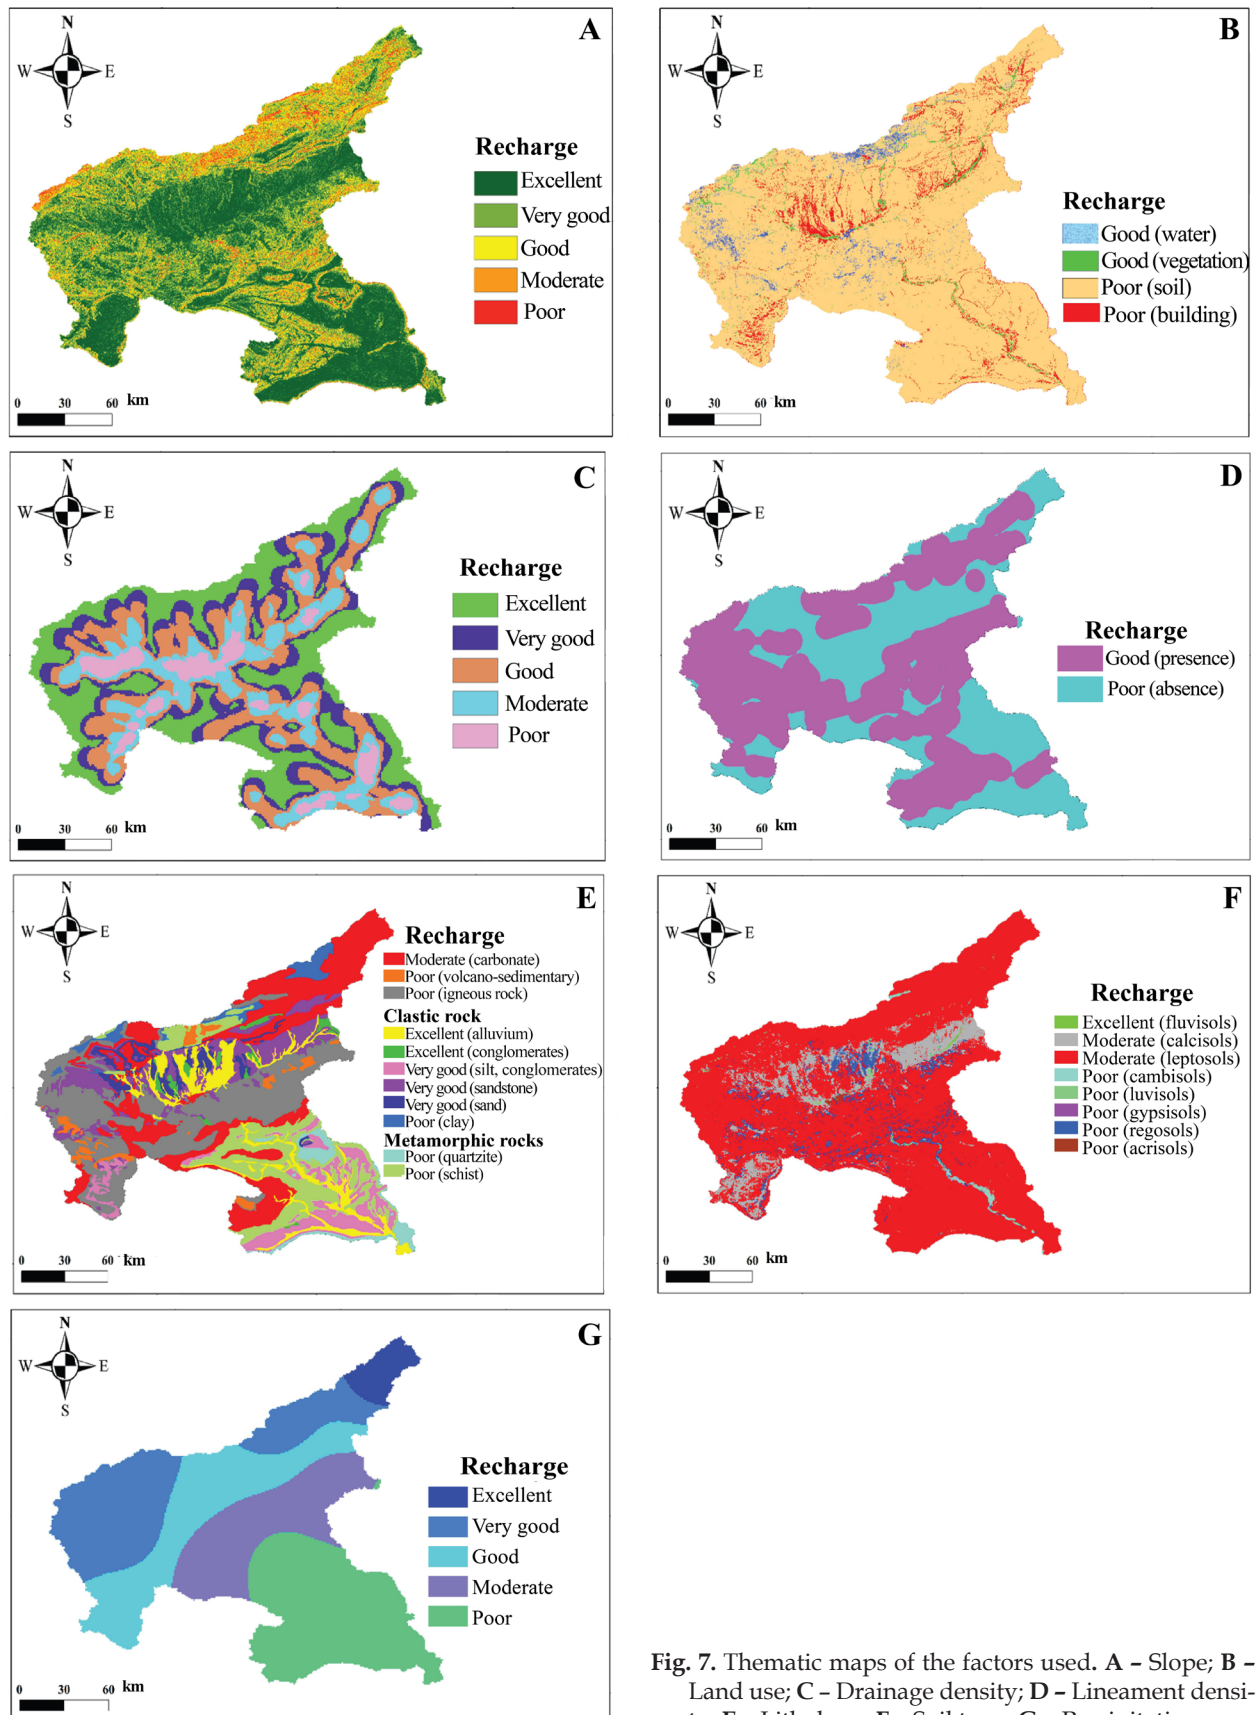 A
N
W E
S
Recharge
Excellent
Very good
Good
Moderate
Poor
0 30 60 km
B
N
W E
S
Recharge
Good (water)
Good (vegetation)
Poor (soil)
Poor (building)
0 30 60 km
C
N
W E
S
Recharge
Excellent
Very good
Good
Moderate
Poor
0 30 60 km
D
N
W E
S
Recharge
Good (presence)
Poor (absence)
0 30 60 km
E
N
W E
S
Recharge
Moderate (carbonate)
Poor (volcano-sedimentary)
Poor (igneous rock)
Clastic rock
Excellent (alluvium)
Excellent (conglomerates)
Very good (silt, conglomerates)
Very good (sandstone)
Very good (sand)
Poor (clay)
Metamorphic rocks
Poor (quartzite)
Poor (schist)
0 30 60 km
F
N
W E
S
Recharge
Excellent (fluvisols)
Moderate (calcisols)
Moderate (leptosols)
Poor (cambisols)
Poor (luvisols)
Poor (gypsisols)
Poor (regosols)
Poor (acrisols)
0 30 60 km
G
N
W E
S
Recharge
Excellent
Very good
Good
Moderate
Poor
0 30 60 km
Fig. 7. Thematic maps of the factors used. A – Slope; B –
Land use; C – Drainage density; D – Lineament densi-